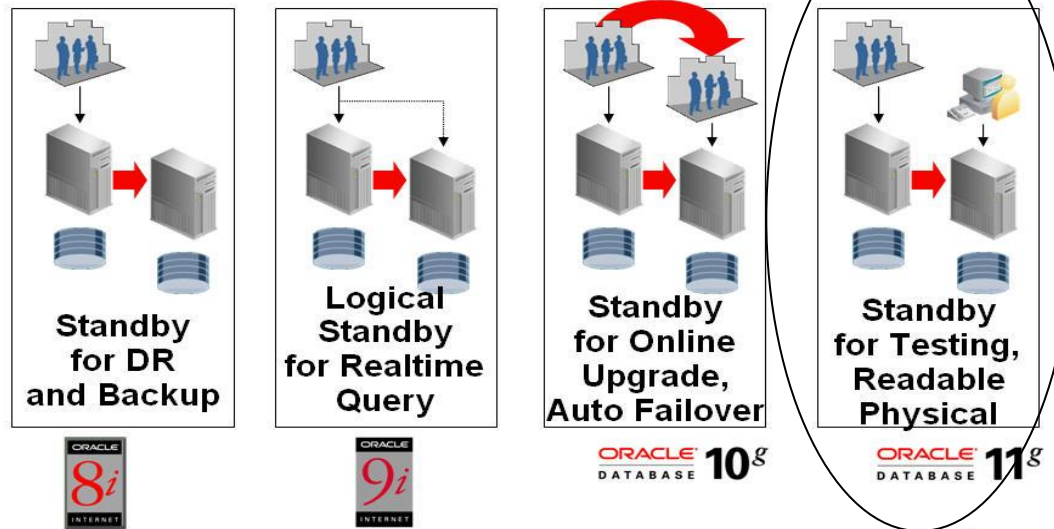 Standby
for DR
and Backup
Logical
Standby
for Realtime
Query
Standby
for Online
Upgrade,
Auto Failover
Standby
for Testing,
Readable
Physical
ORACLE
8i
INTERNET
ORACLE
9i
INTERNET
ORACLE
DATABASE 10g
ORACLE
DATABASE 11g